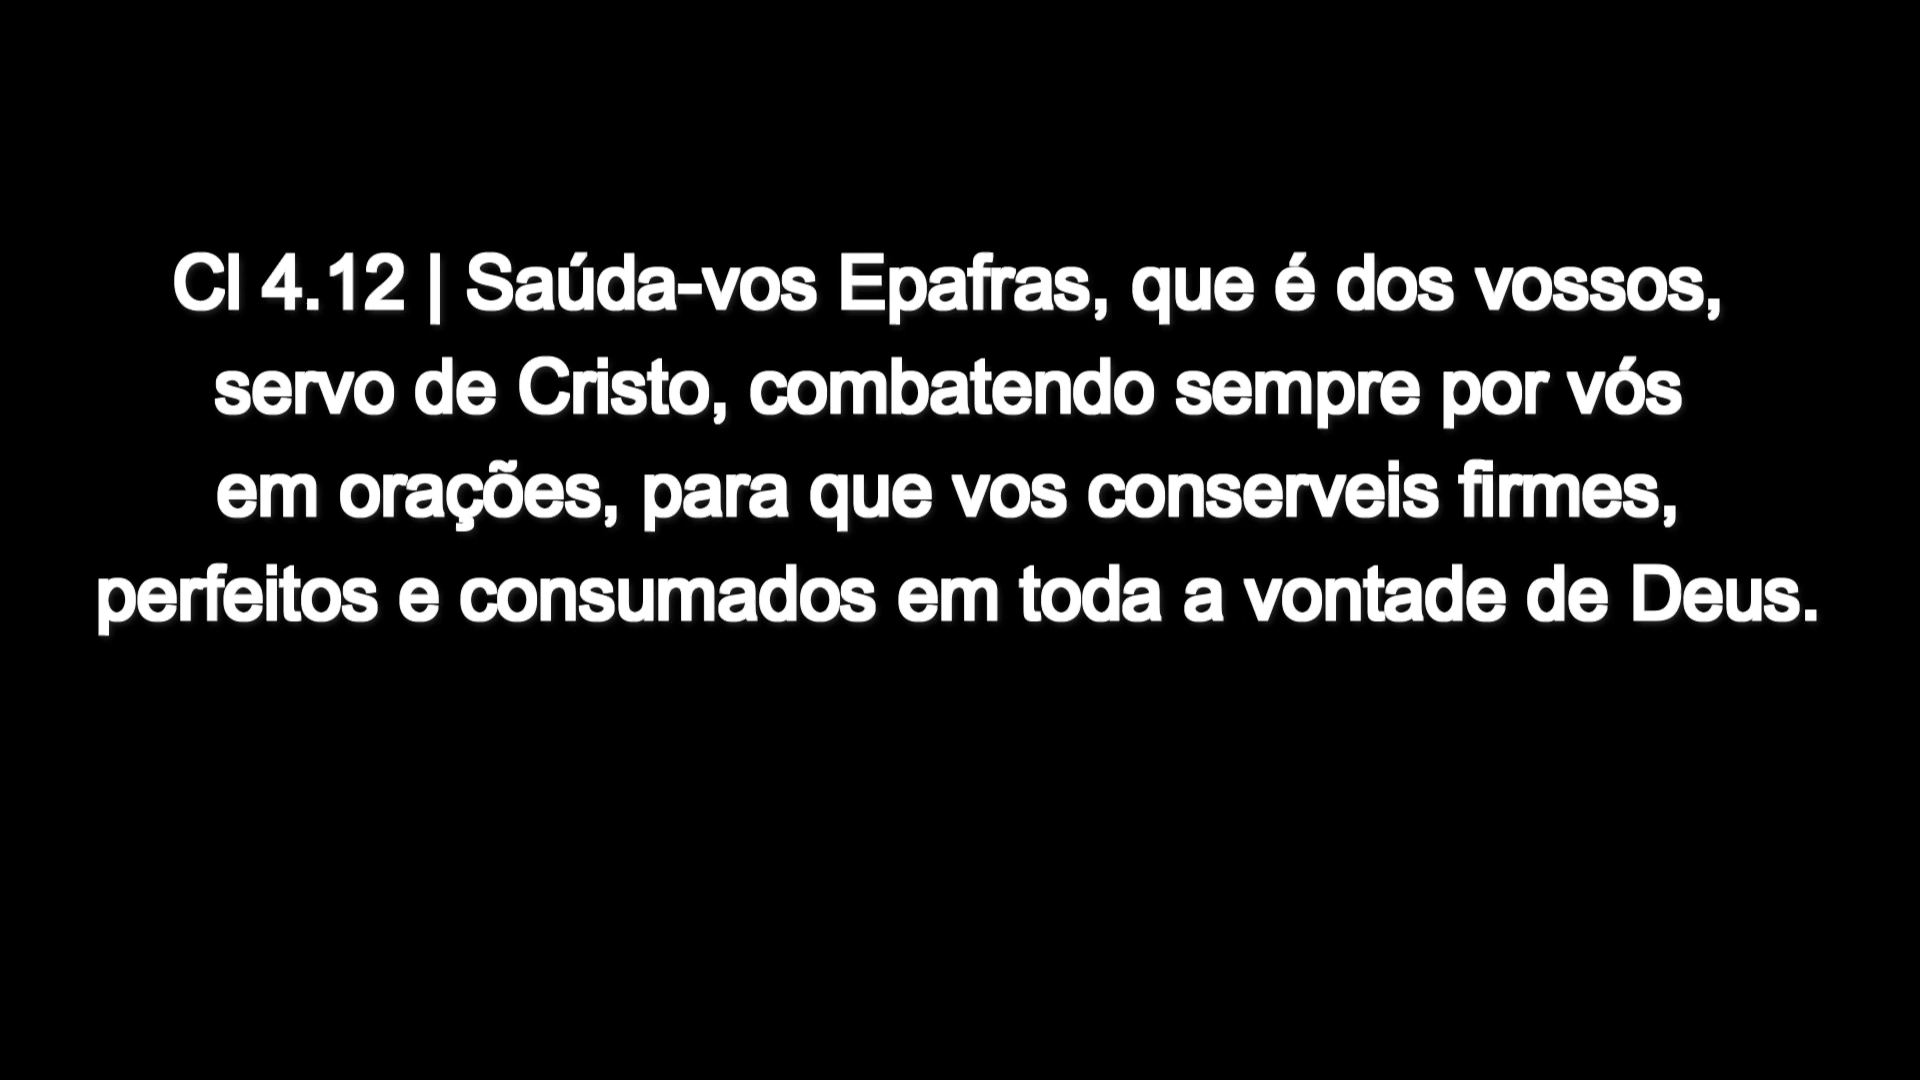 Cl 4.12 | Saúda-vos Epafras, que é dos vossos,
servo de Cristo, combatendo sempre por vós
em orações, para que vos conserveis firmes,
perfeitos e consumados em toda a vontade de Deus.